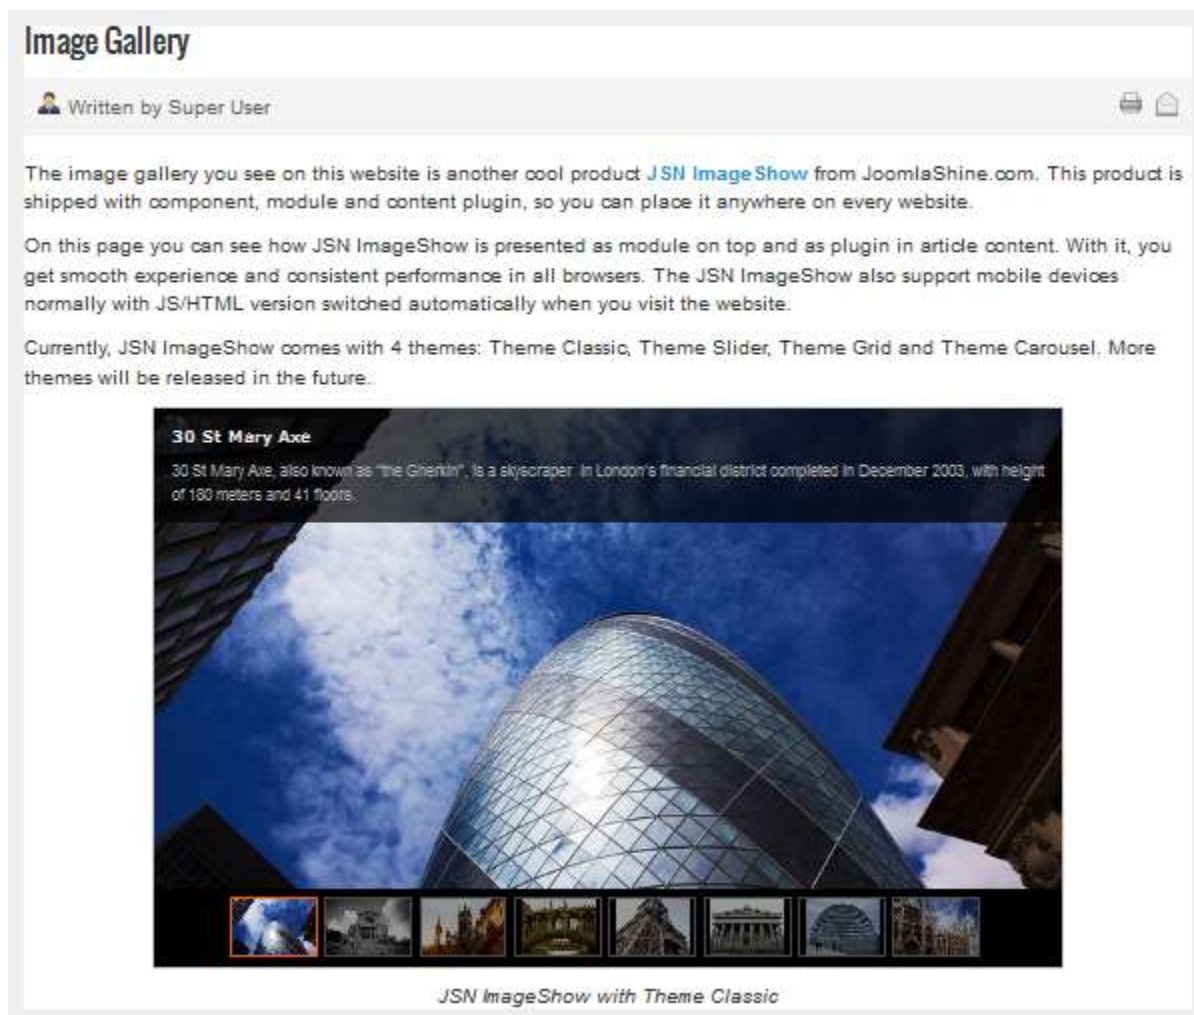 Image Gallery
Written by Super User
The image gallery you see on this website is another cool product JSN ImageShow from JoomlaShine.com. This product is
shipped with component, module and content plugin, so you can place it anywhere on every website.
On this page you can see how JSN ImageShow is presented as module on top and as plugin in article content. With it, you
get smooth experience and consistent performance in all browsers. The JSN ImageShow also support mobile devices
normally with JS/HTML version switched automatically when you visit the website.
Currently, JSN ImageShow comes with 4 themes: Theme Classic, Theme Slider, Theme Grid and Theme Carousel. More
themes will be released in the future.
30 St Mary Axe
30 St Mary Axe, also known as "the Gherkin", is a skyscraper in London's financial district completed in December 2003, with height
of 180 meters and 41 floors.
JSN ImageShow with Theme Classic